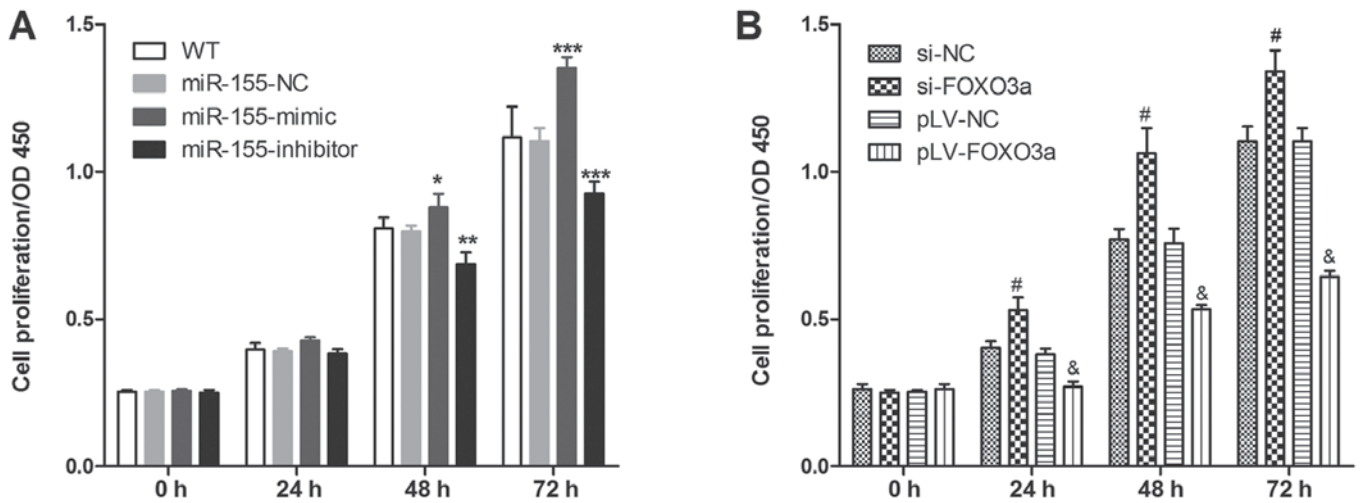 A
Cell proliferation/OD 450
1.5
1.0
0.5
0.0
WT
miR-155-NC
miR-155-mimic
miR-155-inhibitor
*
**
***
***
0 h 24 h 48 h 72 h
B
Cell proliferation/OD 450
1.5
1.0
0.5
0.0
si-NC
si-FOXO3a
pLV-NC
pLV-FOXO3a
#
&
#
&
#
&
0 h 24 h 48 h 72 h